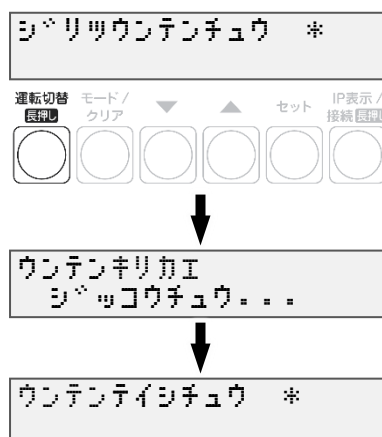 ジリツウンテンチュウ *
運転切替 モード/ ▼ ▲ セット IP表示/
長押し クリア 接続 長押し
ウンテンキリカエ
ジッコウチュウ...
ウンテンテイシチュウ *